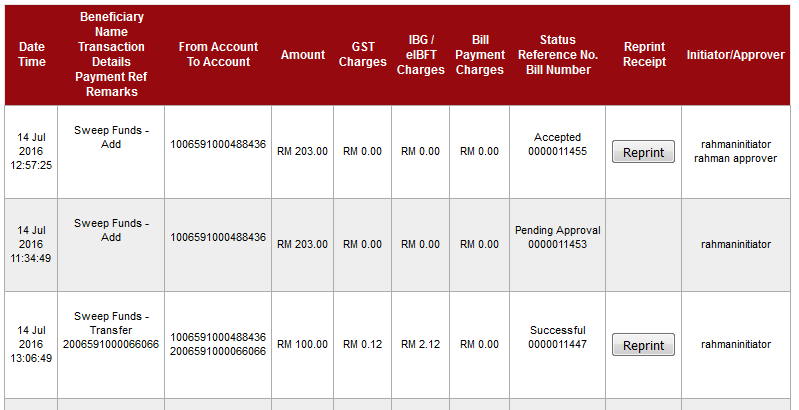 Date
Time
Beneficiary
Name
Transaction
Details
Payment Ref
Remarks
From Account
To Account
Amount
GST
Charges
IBG /
eIBFT
Charges
Bill
Payment
Charges
Status
Reference No.
Bill Number
Reprint
Receipt
Initiator/Approver
14 Jul
2016
12:57:25
Sweep Funds -
Add
1006591000488436
RM 203.00
RM 0.00
RM 0.00
RM 0.00
Accepted
0000011455
Reprint
rahmaninitiator
rahman approver
14 Jul
2016
11:34:49
Sweep Funds -
Add
1006591000488436
RM 203.00
RM 0.00
RM 0.00
RM 0.00
Pending Approval
0000011453
rahmaninitiator
14 Jul
2016
13:06:49
Sweep Funds -
Transfer
2006591000066066
1006591000488436
2006591000066066
RM 100.00
RM 0.12
RM 2.12
RM 0.00
Successful
0000011447
Reprint
rahmaninitiator